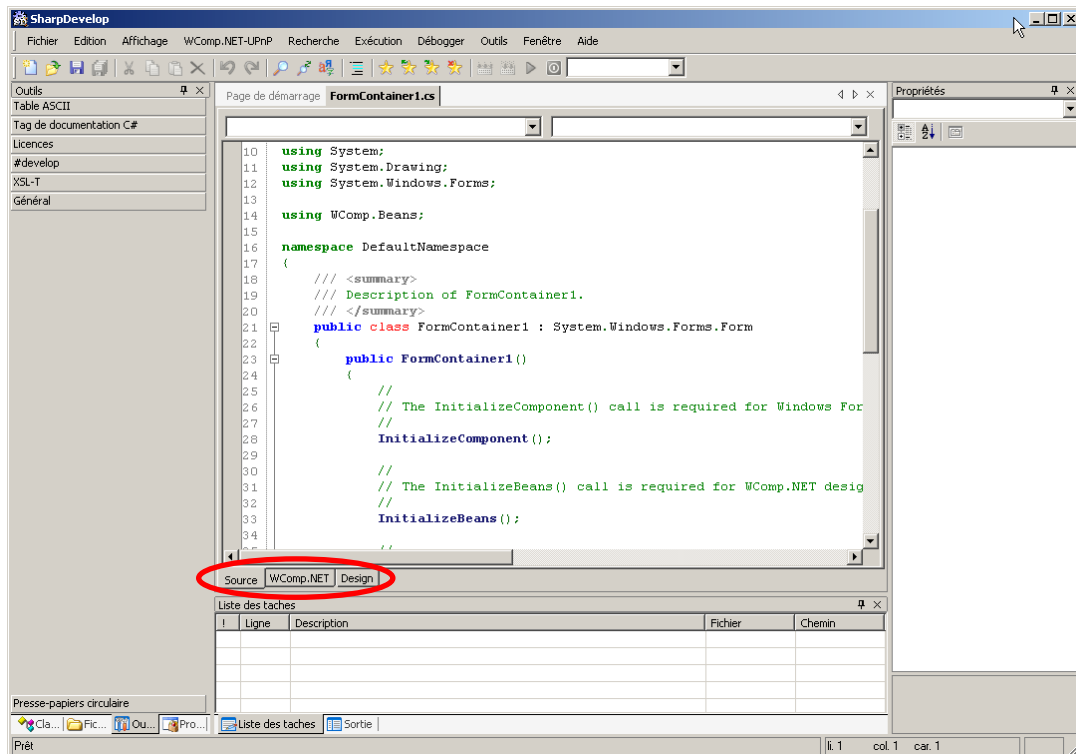 SharpDevelop
Fichier Edition Affichage WComp.NET-UPnP Recherche Exécution Débogger Outils Fenêtre Aide
Outils
Table ASCII
Tag de documentation C#
Licences
#develop
XSL-T
Général
Presse-papiers circulaire
Cla... Fic... Ou... Pro...
Page de démarrage FormContainer1.cs
10 using System;
11 using System.Drawing;
12 using System.Windows.Forms;
13
14 using WComp.Beans;
15
16 namespace DefaultNamespace
17 {
18 /// <summary>
19 /// Description of FormContainer1.
20 /// </summary>
21 public class FormContainer1 : System.Windows.Forms.Form
22 {
23 public FormContainer1()
24 {
25 //
26 // The InitializeComponent() call is required for Windows For
27 //
28 InitializeComponent();
29
30 //
31 // The InitializeBeans() call is required for WComp.NET desig
32 //
33 InitializeBeans();
34
35 //
Source WComp.NET Design
Liste des taches
! Ligne Description Fichier Chemin
Liste des taches Sortie
Propriétés
Prêt
li. 1 col. 1 car. 1